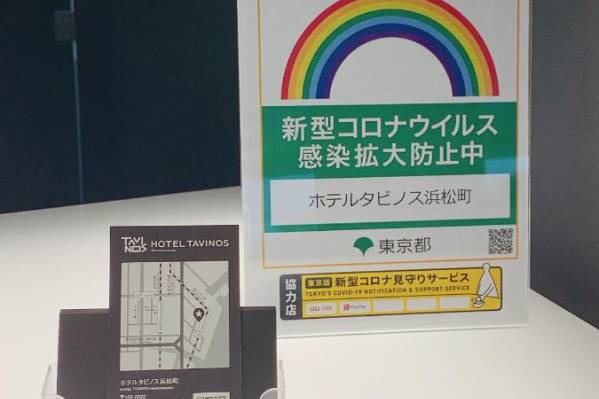 新型コロナウイルス
感染拡大防止中
ホテルタビノス浜松町
東京都
協力店
東京版 新型コロナ見守りサービス
TOKYO'S COVID-19 NOTIFICATION & SUPPORT SERVICE
TAVI
NOS
HOTEL TAVINOS
ホテルタビノス浜松町
HOTEL TAVINOS